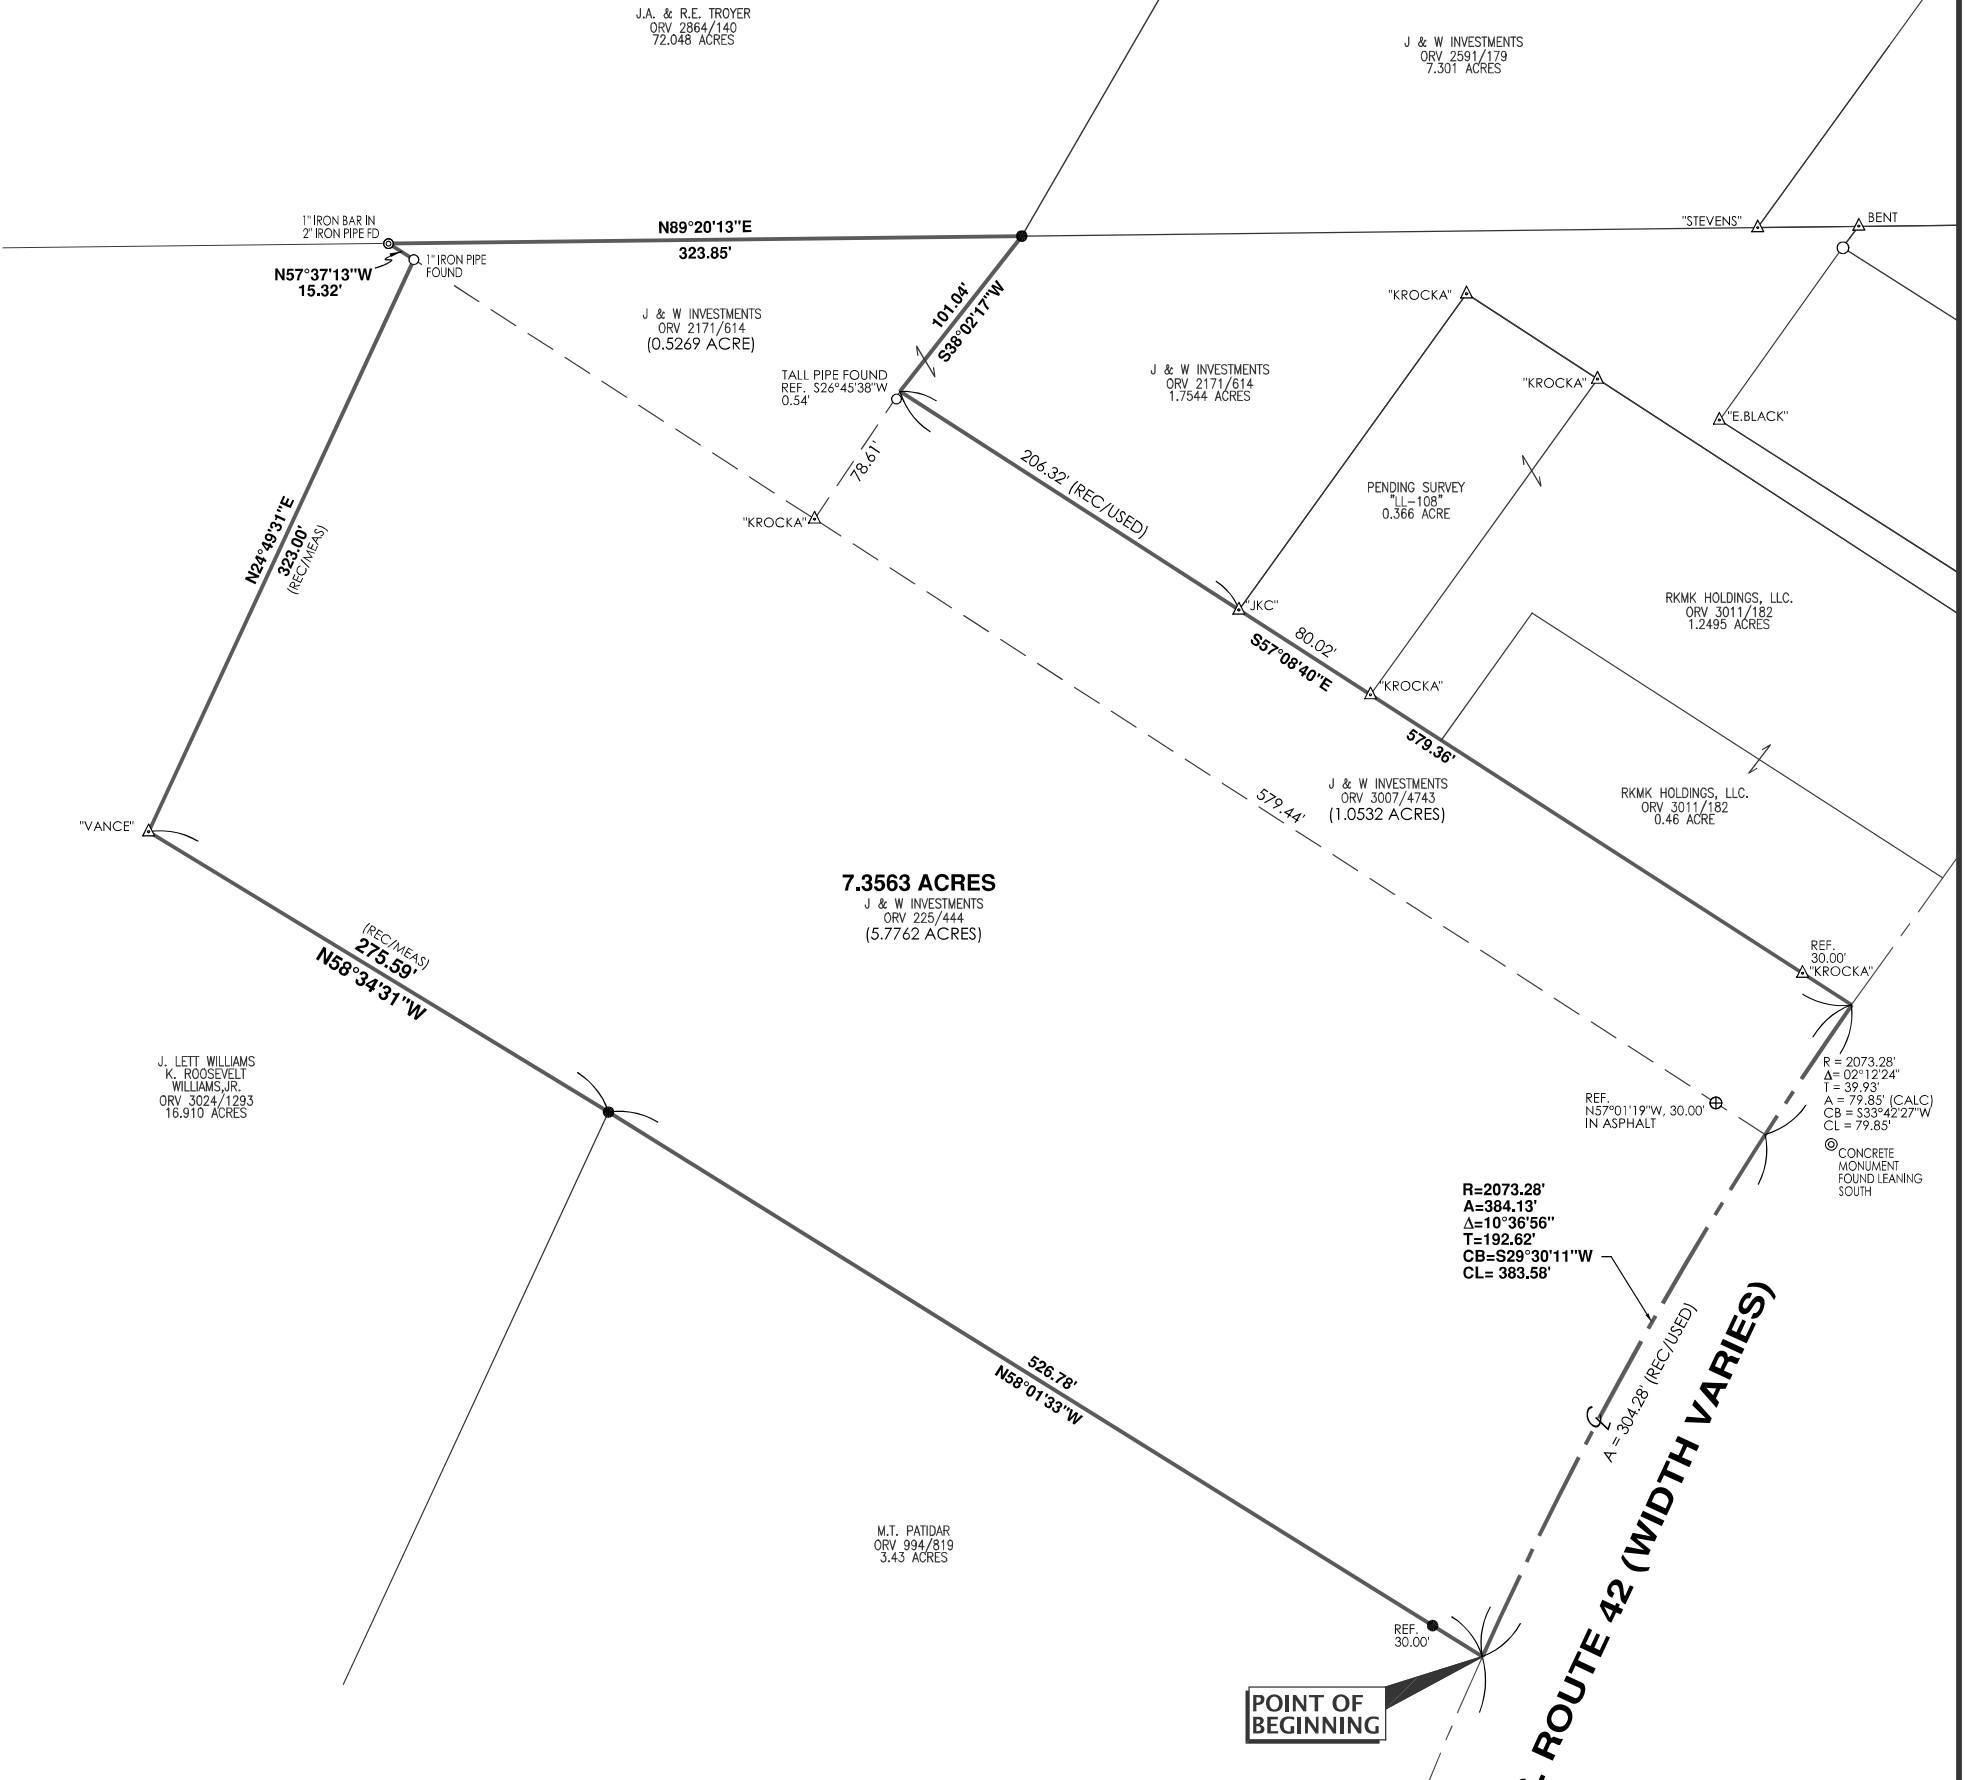 J.A. & R.E. TROYER
ORV 2864/140
72.048 ACRES
J & W INVESTMENTS
ORV 2591/179
7.301 ACRES
1" IRON BAR IN
2" IRON PIPE FD
N89°20'13"E
323.85'
"STEVENS"
BENT
N57°37'13"W
15.32'
1" IRON PIPE
FOUND
J & W INVESTMENTS
ORV 2171/614
(0.5269 ACRE)
101.04'
S38°02'17"W
"KROCKA"
TALL PIPE FOUND
REF. S26°45'38"W
0.54'
J & W INVESTMENTS
ORV 2171/614
1.7544 ACRES
"KROCKA"
"E.BLACK"
78.61'
206.32' (REC/USED)
PENDING SURVEY
"LL-108"
0.366 ACRE
"KROCKA"
N24°49'31"E
323.00'
(REC/MEAS)
"JKC"
80.02'
S57°08'40"E
RKMK HOLDINGS, LLC.
ORV 3011/182
1.2495 ACRES
"KROCKA"
579.36'
J & W INVESTMENTS
ORV 3007/4743
(1.0532 ACRES)
579.44'
RKMK HOLDINGS, LLC.
ORV 3011/182
0.46 ACRE
"VANCE"
7.3563 ACRES
J & W INVESTMENTS
ORV 225/444
(5.7762 ACRES)
(REC/MEAS)
275.59'
N58°34'31"W
REF.
30.00'
"KROCKA"
J. LETT WILLIAMS
K. ROOSEVELT
WILLIAMS,JR.
ORV 3024/1293
16.910 ACRES
REF.
N57°01'19"W, 30.00'
IN ASPHALT
R = 2073.28'
Δ= 02°12'24"
T = 39.93'
A = 79.85' (CALC)
CB = S33°42'27"W
CL = 79.85'
CONCRETE
MONUMENT
FOUND LEANING
SOUTH
R=2073.28'
A=384.13'
Δ=10°36'56"
T=192.62'
CB=S29°30'11"W
CL= 383.58'
A = 304.28' (REC/USED)
526.78'
N58°01'33"W
M.T. PATIDAR
ORV 994/819
3.43 ACRES
REF.
30.00'
POINT OF
BEGINNING
ROUTE 42 (WIDTH VARIES)